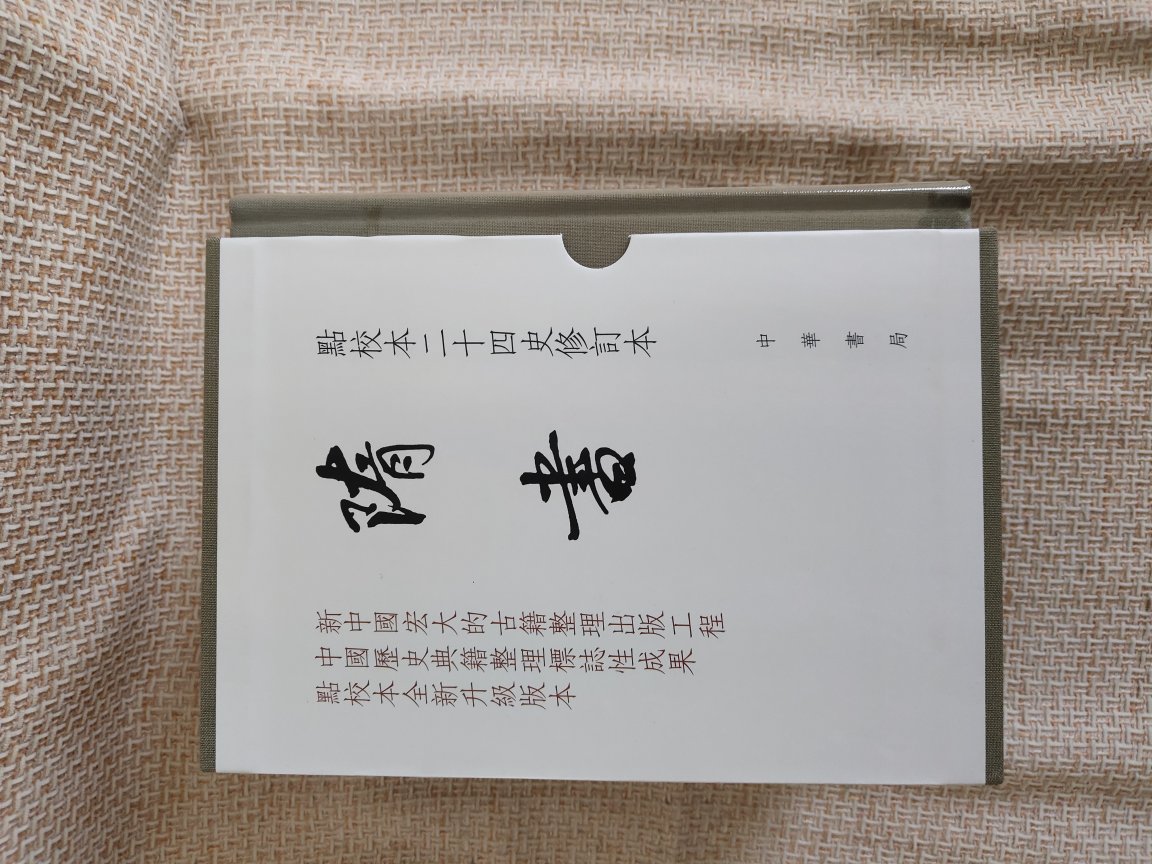 點校本二十四史修訂本
隋書
新中國宏大的古籍整理出版工程
中國歷史典籍整理標誌性成果
點校本全新升級版本
中華書局